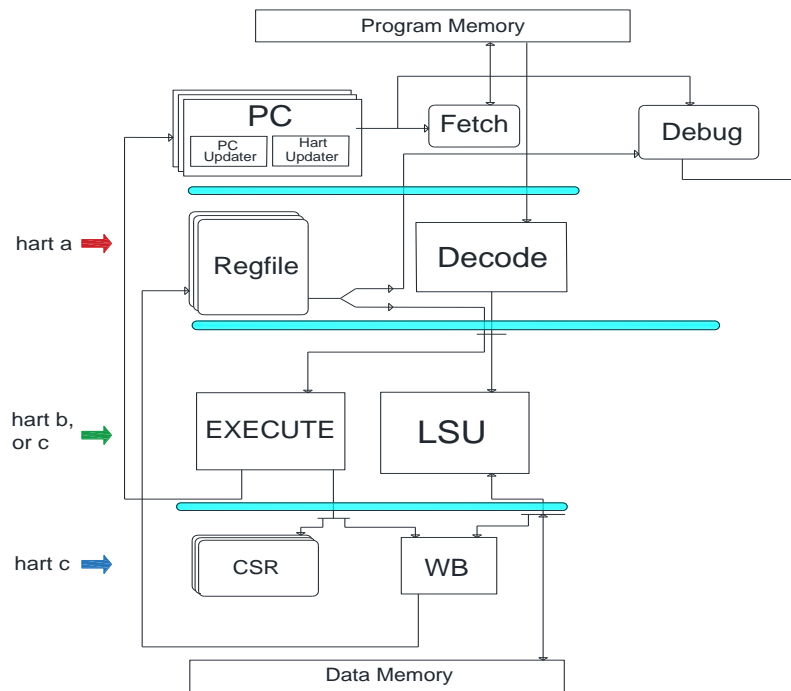 Program Memory
PC
PC
Updater
Hart
Updater
Fetch
Debug
hart a
Regfile
Decode
hart b,
or c
EXECUTE
LSU
hart c
CSR
WB
Data Memory